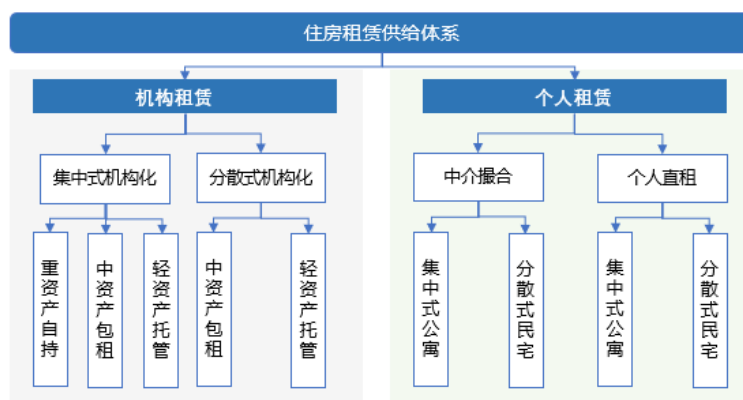 住房租赁供给体系
机构租赁
个人租赁
集中式机构化
分散式机构化
中介撮合
个人直租
重资产自持
中资产包租
轻资产托管
中资产包租
轻资产托管
集中式公寓
分散式民宅
集中式公寓
分散式民宅